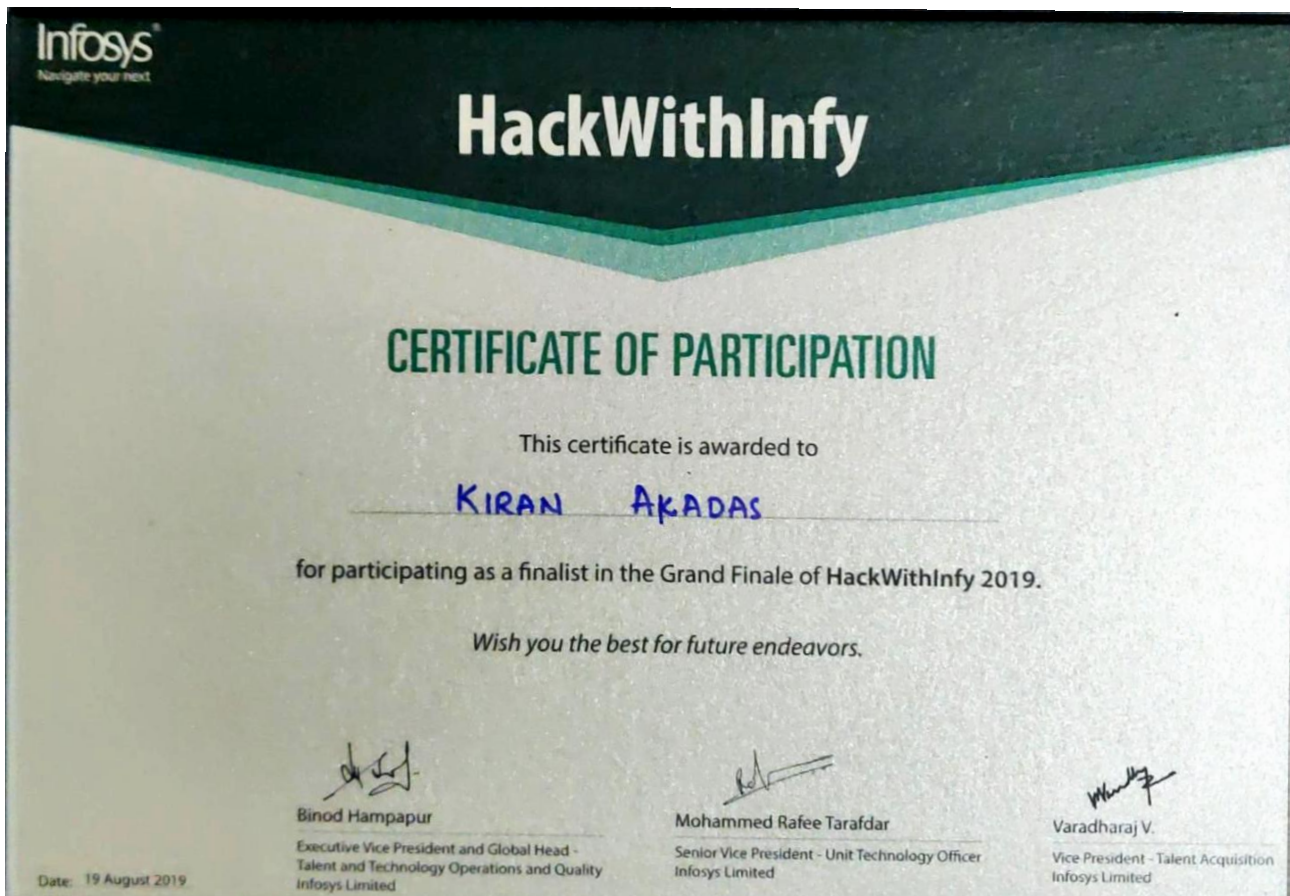 Infosys®
Navigate your next
HackWithInfy
CERTIFICATE OF PARTICIPATION
This certificate is awarded to
KIRAN AKADAS
for participating as a finalist in the Grand Finale of HackWithInfy 2019.
Wish you the best for future endeavors.
Binod Hampapur
Executive Vice President and Global Head -
Talent and Technology Operations and Quality
Infosys Limited
Mohammed Rafee Tarafdar
Senior Vice President - Unit Technology Officer
Infosys Limited
Varadharaj V.
Vice President - Talent Acquisition
Infosys Limited
Date: 19 August 2019